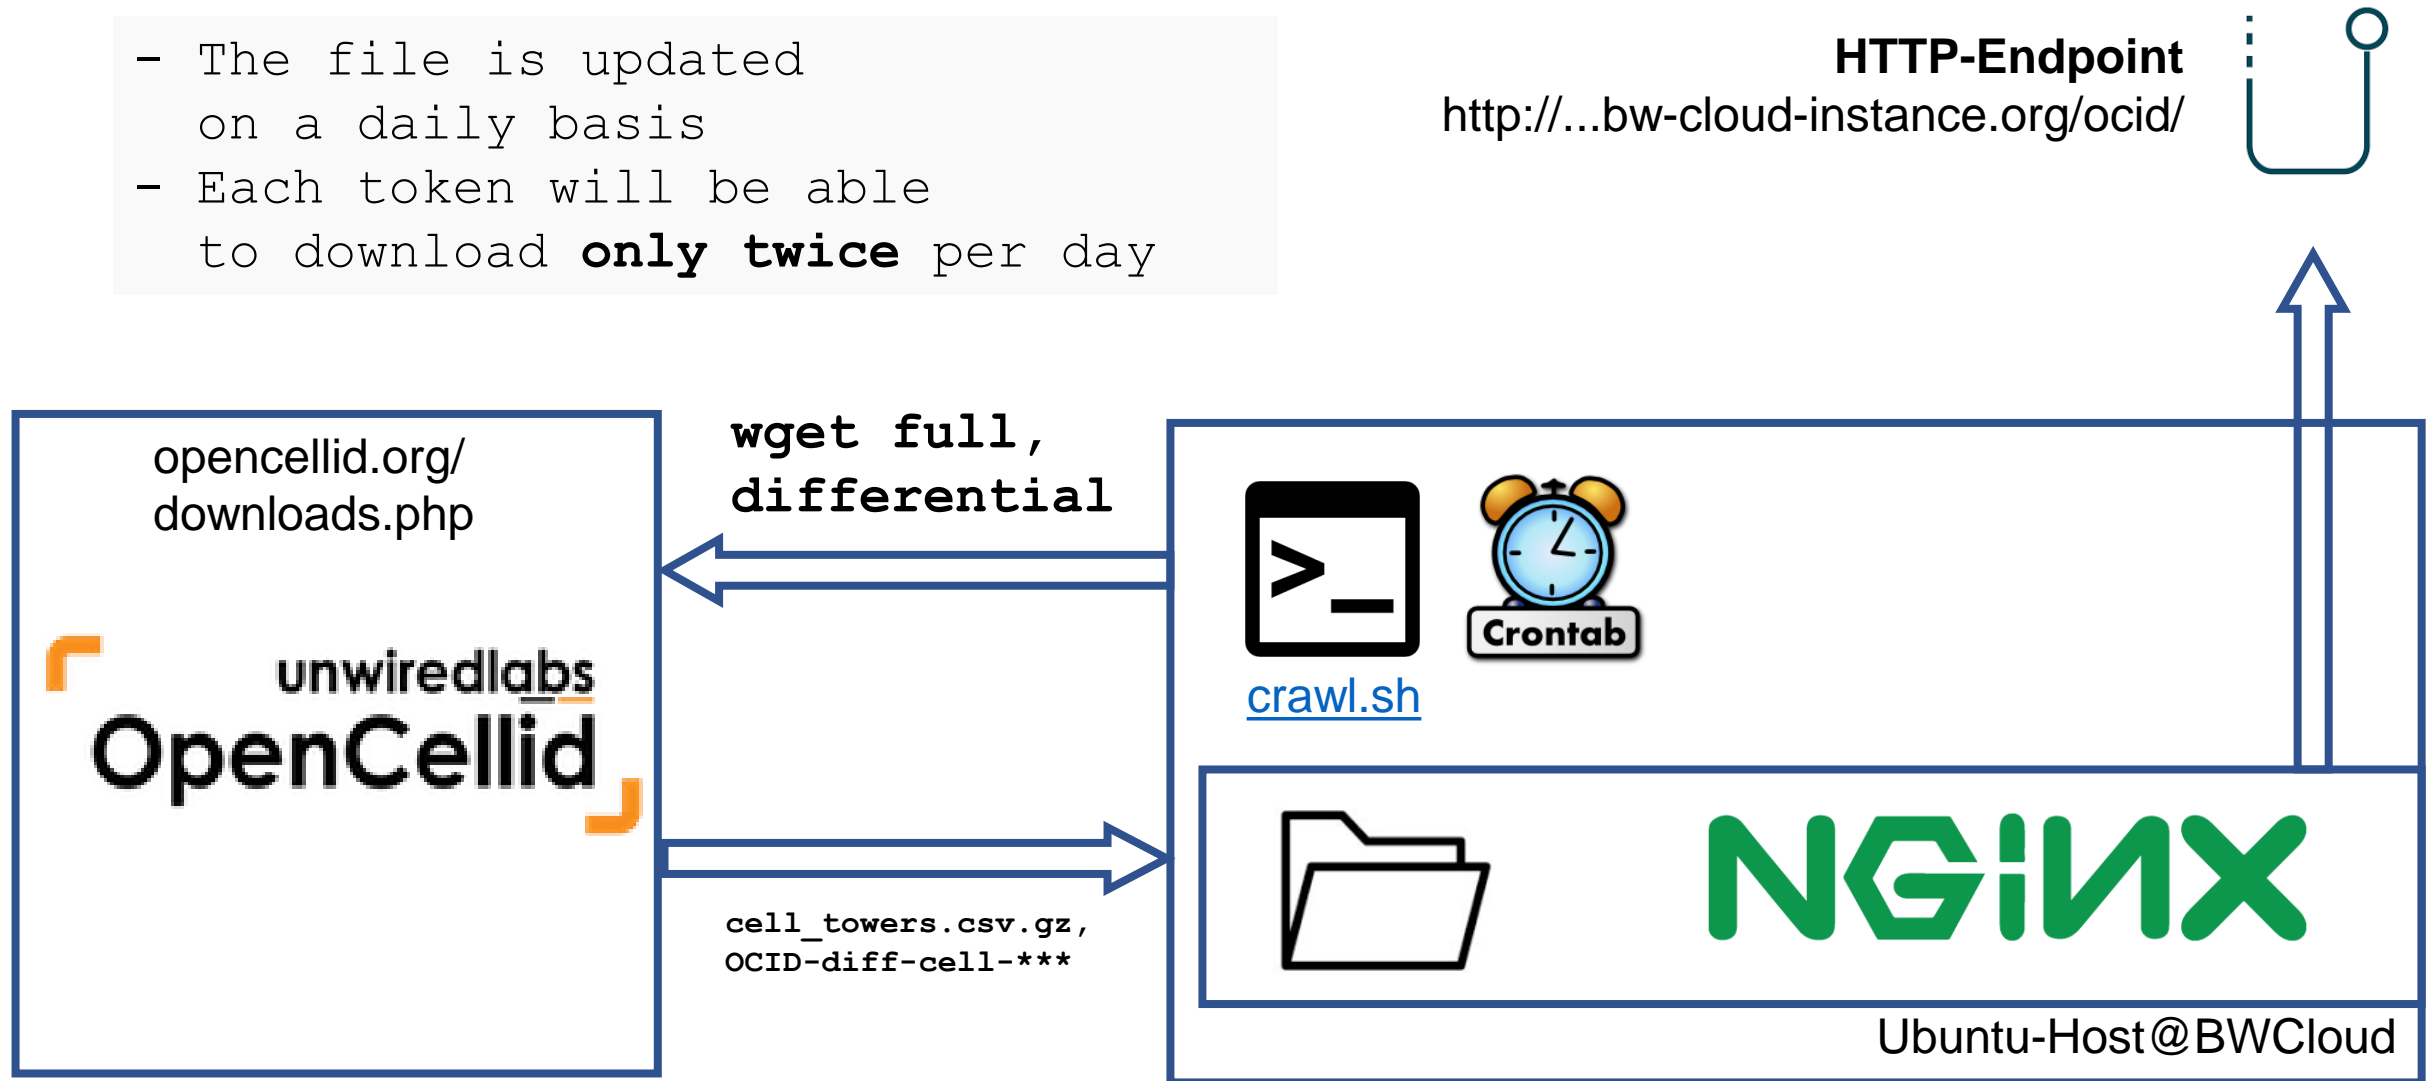 - The file is updated
on a daily basis
- Each token will be able
to download only twice per day
HTTP-Endpoint
http://...bw-cloud-instance.org/ocid/
opencellid.org/
downloads.php
unwiredlabs
OpenCellid
wget full,
differential
cell_towers.csv.gz,
OCID-diff-cell-***
>_
Crontab
crawl.sh
NGiNX
Ubuntu-Host@BWCloud